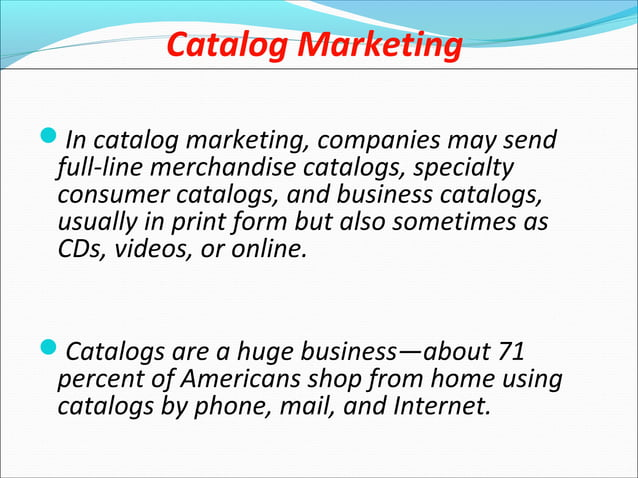 Catalog Marketing
In catalog marketing, companies may send
full-line merchandise catalogs, specialty
consumer catalogs, and business catalogs,
usually in print form but also sometimes as
CDs, videos, or online.
Catalogs are a huge business—about 71
percent of Americans shop from home using
catalogs by phone, mail, and Internet.